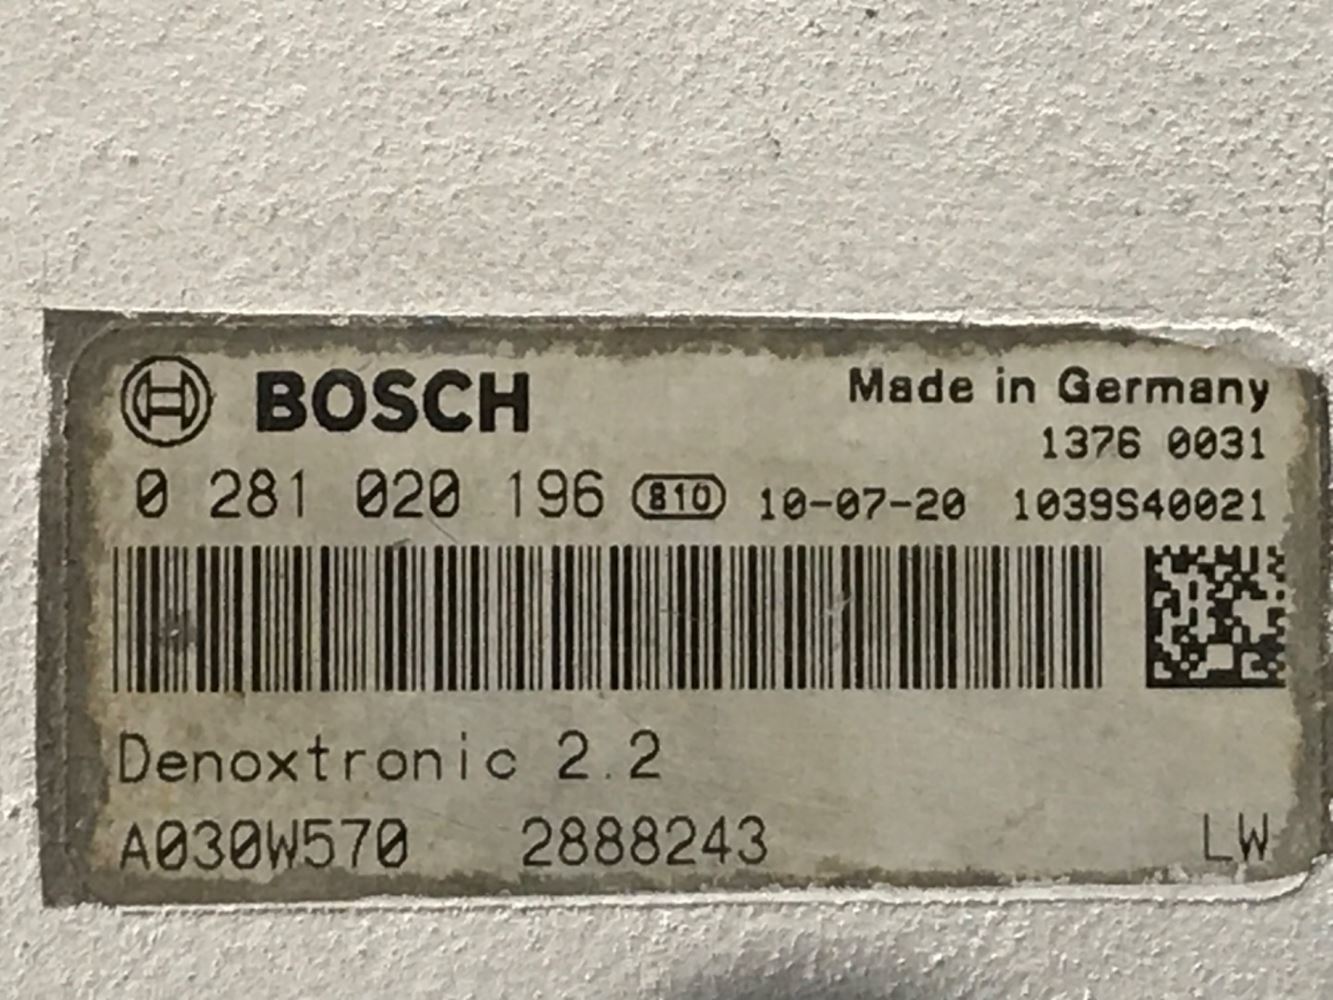 BOSCH Made in Germany
1376 0031
0 281 020 196 810 10-07-20 1039S40021
Denoxtronic 2.2
A030W570 2888243 LW